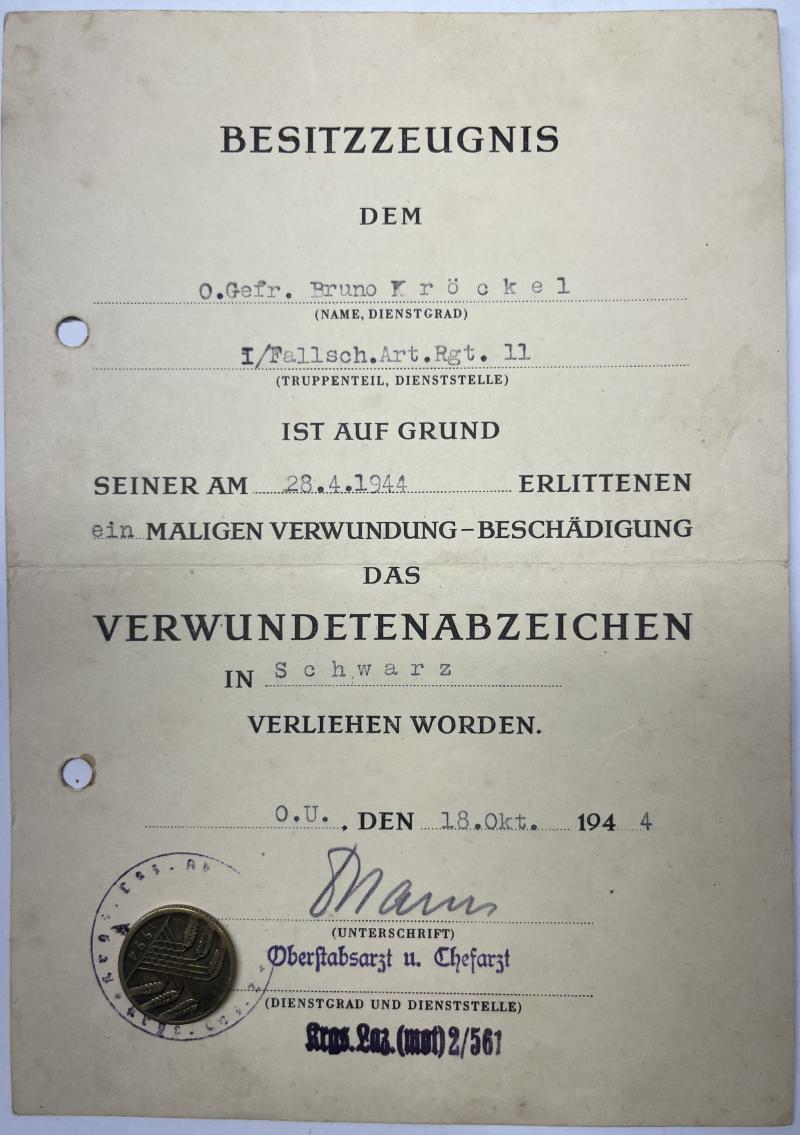 BESITZZEUGNIS
DEM
O.Gefr. Bruno Kröckel
(NAME, DIENSTGRAD)
I/Fallsch.Art.Rgt. 11
(TRUPPENTEIL, DIENSTSTELLE)
IST AUF GRUND
SEINER AM 28.4.1944 ERLITTENEN
ein MALIGEN VERWUNDUNG – BESCHÄDIGUNG
DAS
VERWUNDETENABZEICHEN
IN Schwarz
VERLIEHEN WORDEN.
O.U. , DEN 18.Okt. 194 4
(UNTERSCHRIFT)
Oberstabsarzt u. Chefarzt
(DIENSTGRAD UND DIENSTSTELLE)
Krgs.Laz.(mot) 2/561